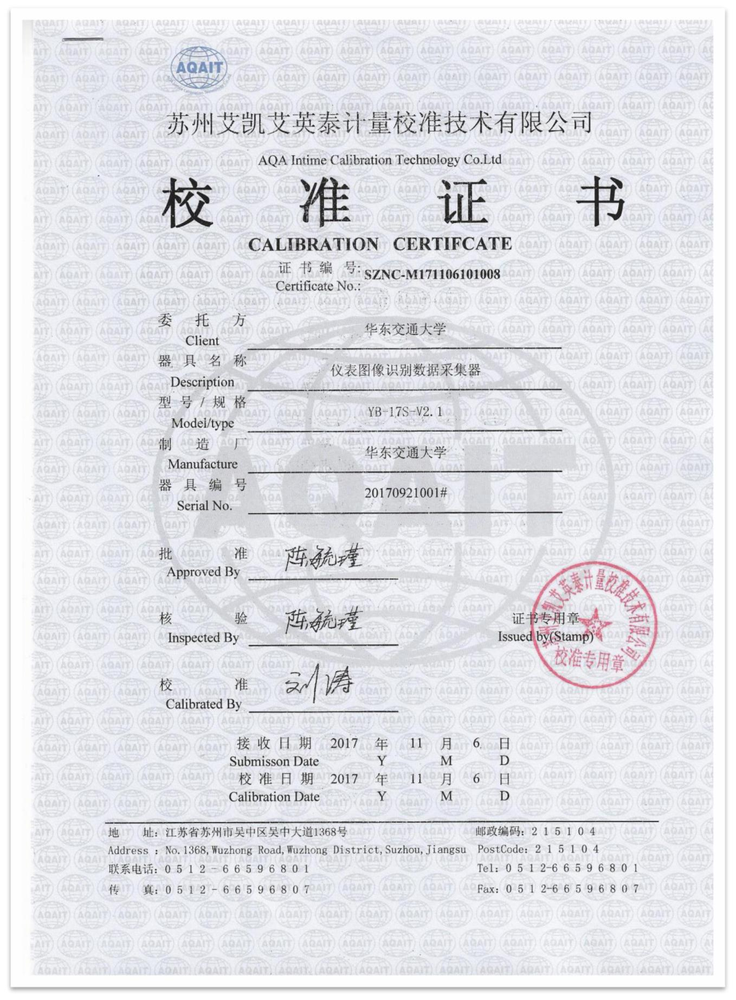 AQAIT
苏州艾凯艾英泰计量校准技术有限公司
AQA Intime Calibration Technology Co.Ltd
校 准 证 书
CALIBRATION CERTIFCATE
证 书 编 号:
Certificate No.:
SZNC-M171106101008
委 托 方
Client
华东交通大学
器 具 名 称
Description
仪表图像识别数据采集器
型 号 / 规 格
Model/type
YB-17S-V2.1
制 造 厂
Manufacture
华东交通大学
器 具 编 号
Serial No.
20170921001#
AQAIT
批 准
Approved By
陈毓瑾
核 验
Inspected By
陈毓瑾
证书专用章
Issued by(Stamp)
苏州艾凯艾英泰计量校准技术有限公司
校准专用章
校 准
Calibrated By
刘涛
接 收 日 期 2017 年 11 月 6 日
Submisson Date Y M D
校 准 日 期 2017 年 11 月 6 日
Calibration Date Y M D
地 址: 江苏省苏州市吴中区吴中大道1368号 邮政编码: 2 1 5 1 0 4
Address : No.1368,Wuzhong Road,Wuzhong District,Suzhou,Jiangsu PostCode: 2 1 5 1 0 4
联系电话: 0 5 1 2 - 6 6 5 9 6 8 0 1 Tel: 0 5 1 2-6 6 5 9 6 8 0 1
传 真: 0 5 1 2 - 6 6 5 9 6 8 0 7 Fax: 0 5 1 2-6 6 5 9 6 8 0 7